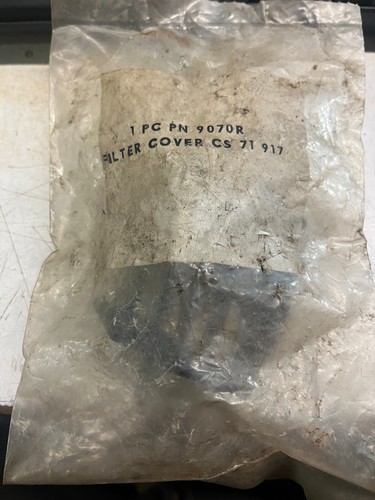 1 PC PN 9070R
FILTER COVER CS 71 917